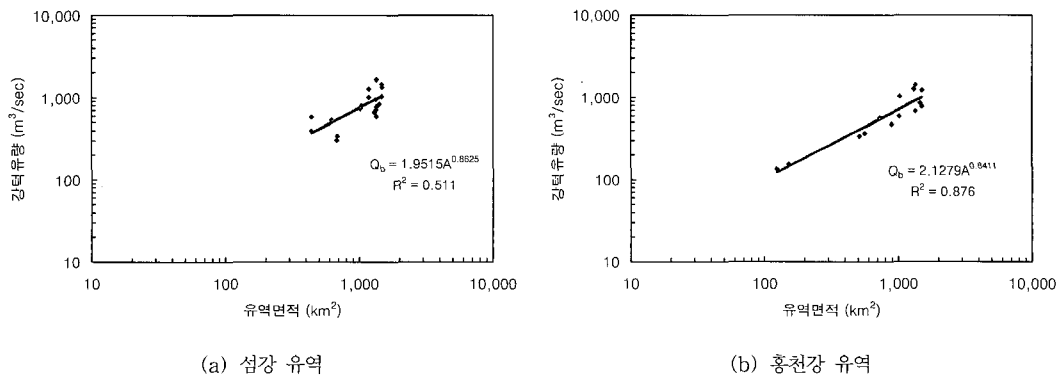 10,000
1,000
100
10
강턱유량 (m³/sec)
Q_b = 1.9515A^0.8625
R² = 0.511
10 100 1,000 10,000
유역면적 (km²)
(a) 섬강 유역
10,000
1,000
100
10
강턱유량 (m³/sec)
Q_b = 2.1279A^0.8411
R² = 0.876
10 100 1,000 10,000
유역면적 (km²)
(b) 홍천강 유역